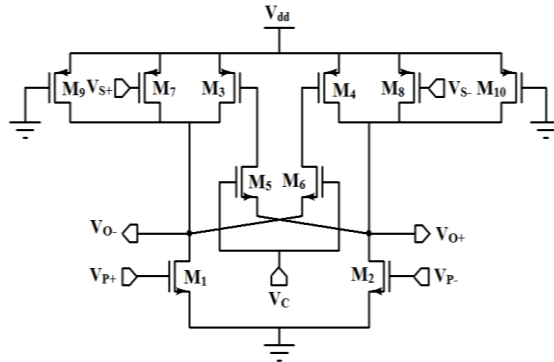 Vdd
M9 VS+ M7 M3 M4 M8 VS- M10
M5 M6
VO- VO+
VP+ M1 M2 VP-
VC